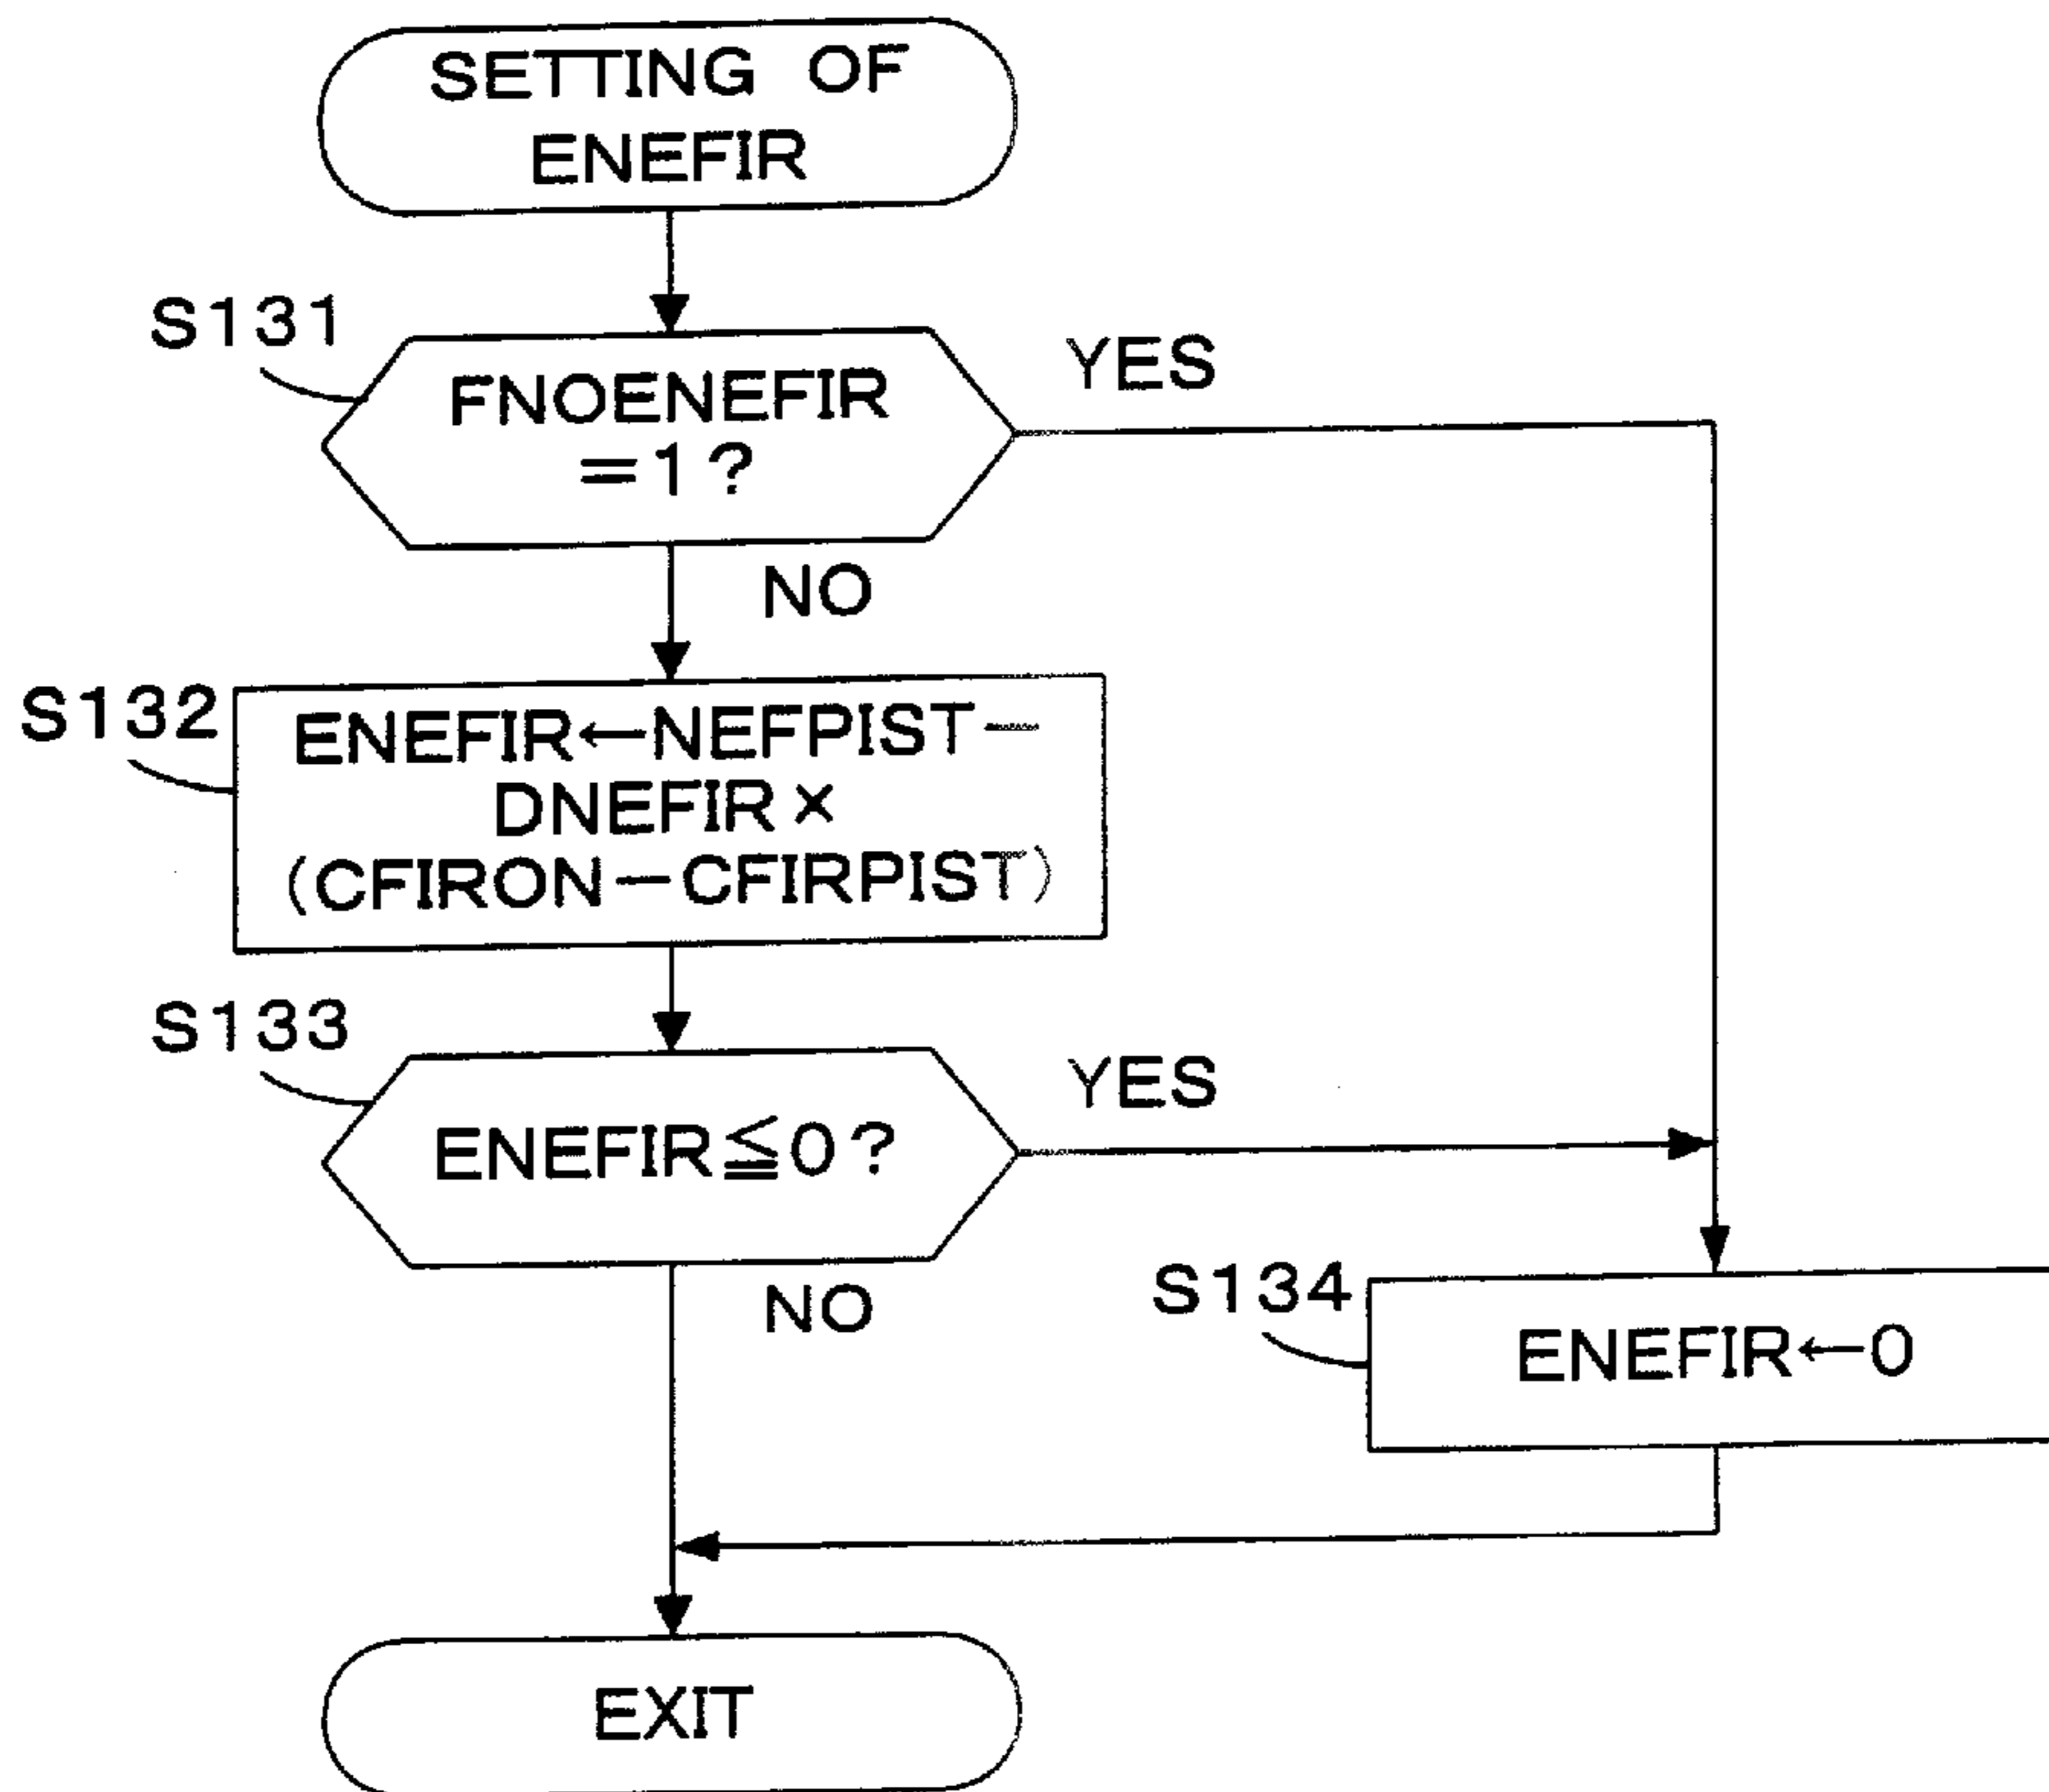 SETTING OF
ENEFIR
S131
FNOENEFIR
=1?
YES
NO
S132
ENEFIR←NEFPIST−
DNEFIR×
(CFIRON−CFIRPIST)
S133
ENEFIR≦0?
YES
NO
S134
ENEFIR←0
EXIT